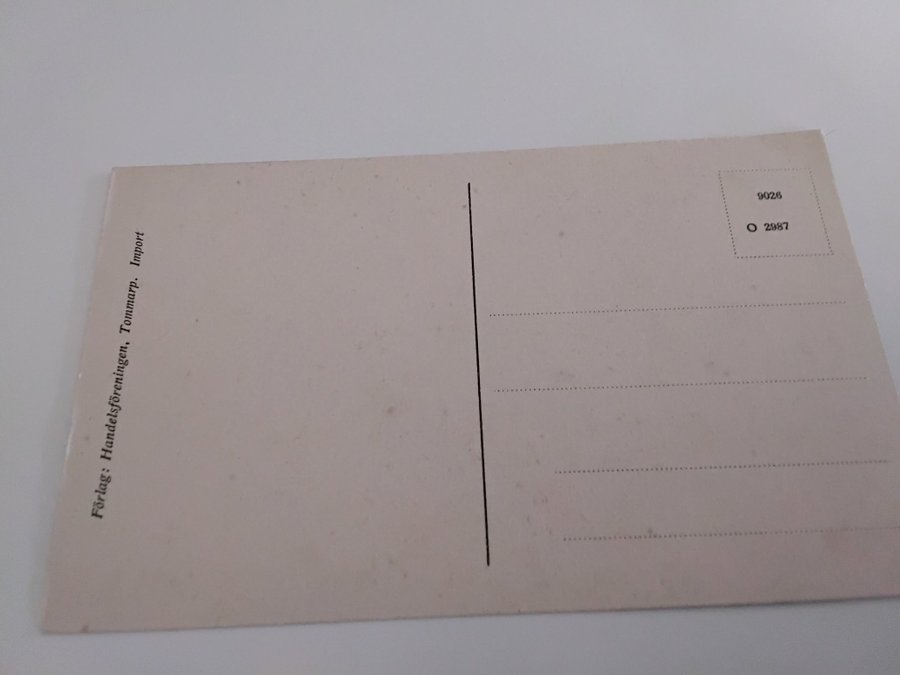 Förlag: Handelsföreningen, Tommarp. Import
9026
O 2987